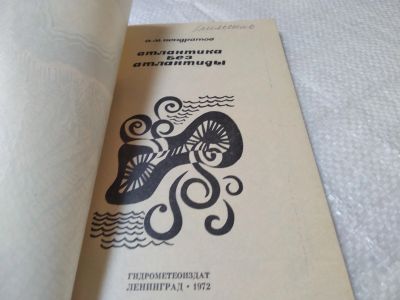 А.М. Кондратов
атлантика
без
атлантиды
ГИДРОМЕТЕОИЗДАТ
ЛЕНИНГРАД • 1972